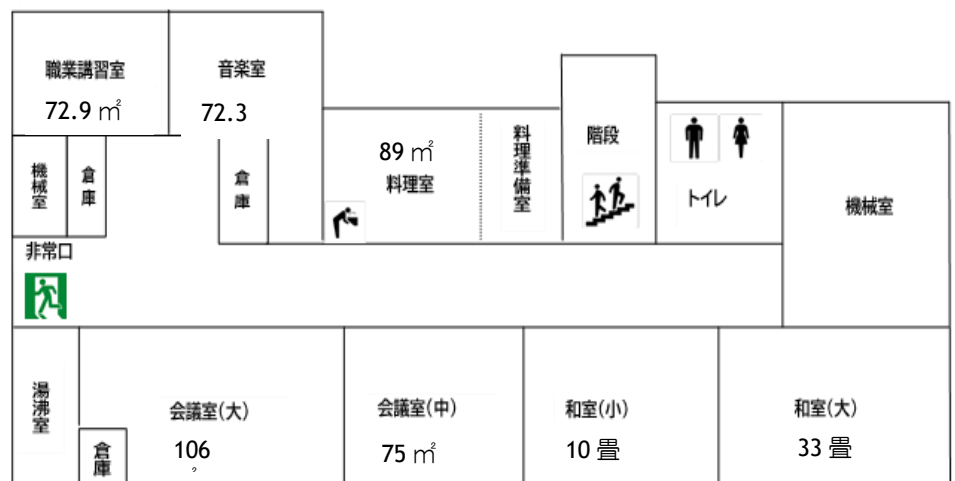 職業講習室
72.9 ㎡
音楽室
72.3
機械室
倉庫
倉庫
89 ㎡
料理室
料理準備室
階段
トイレ
機械室
非常口
湯沸室
倉庫
会議室(大)
106
会議室(中)
75 ㎡
和室(小)
10 畳
和室(大)
33 畳